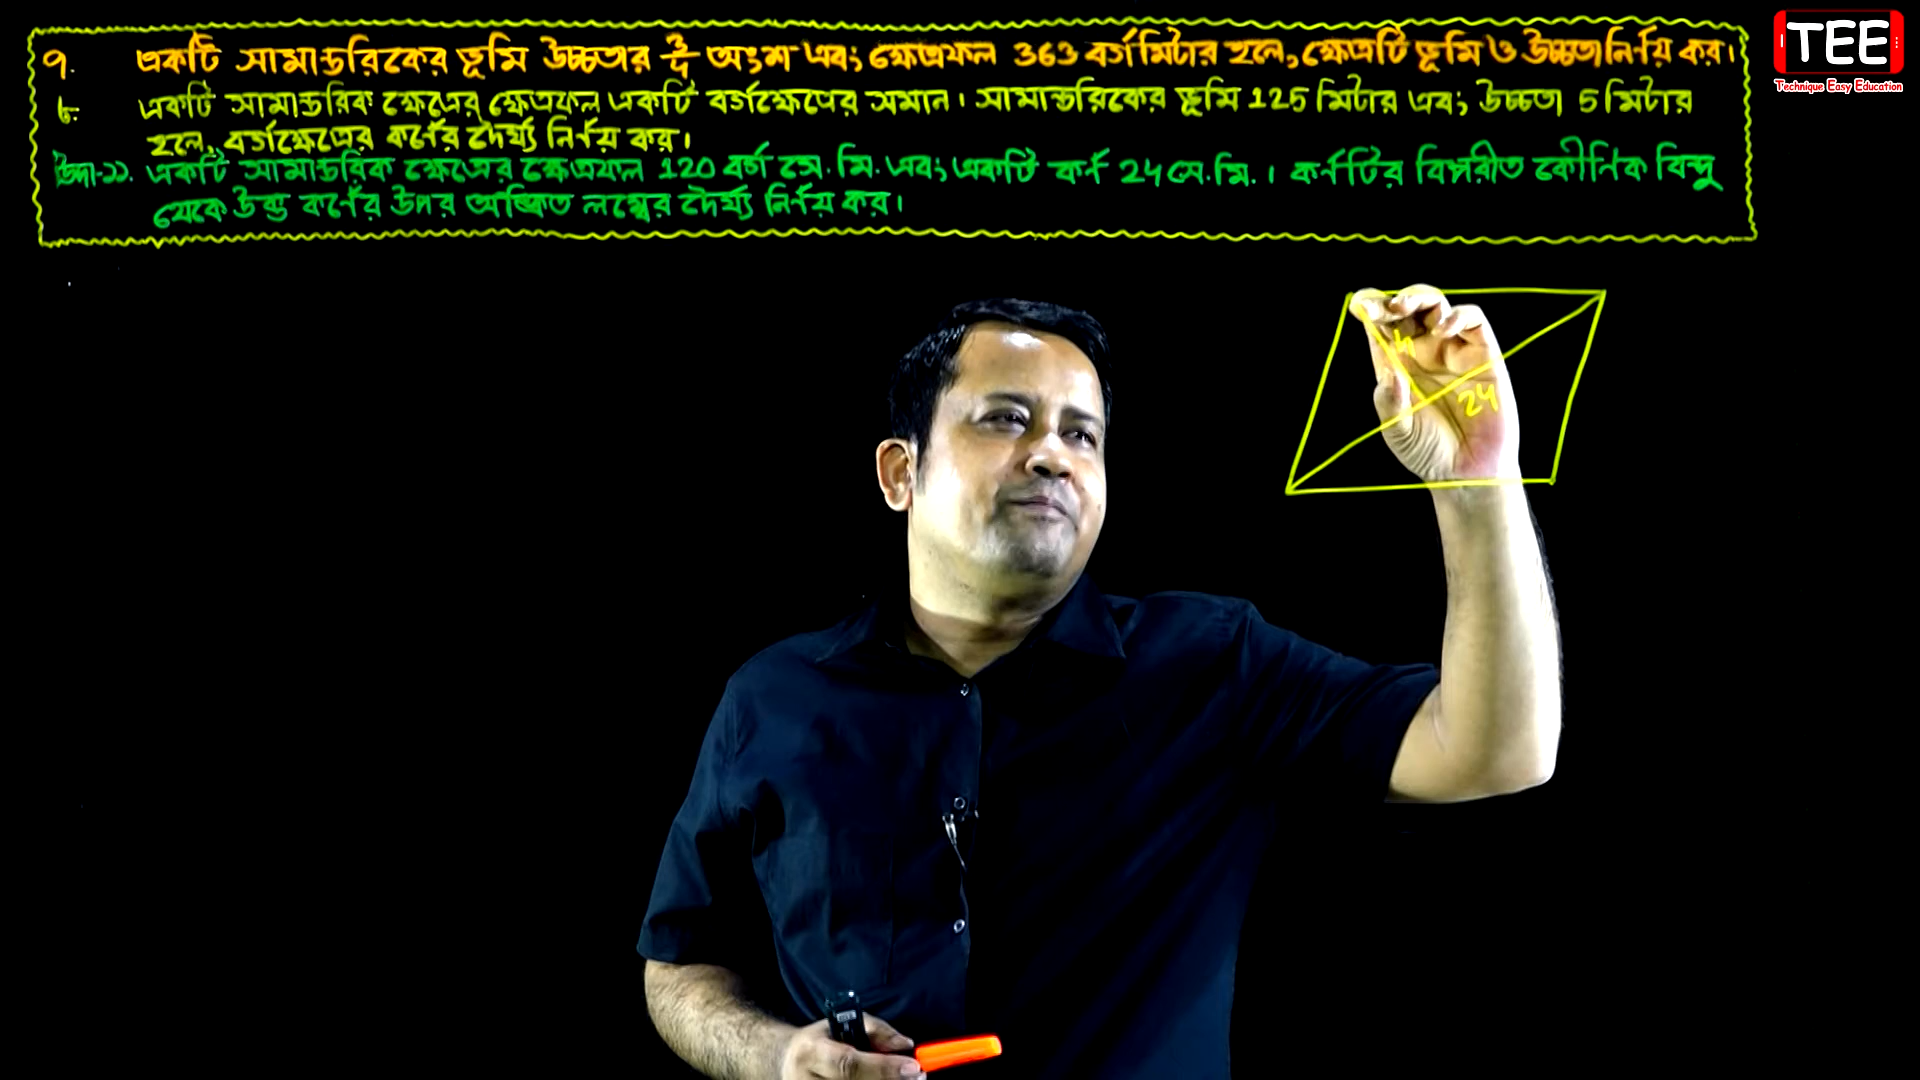 ৭. একটি সামান্তরিকের ভূমি উচ্চতার ৩/৪ অংশ এবং ক্ষেত্রফল 363 বর্গমিটার হলে, ক্ষেত্রটি ভূমি ও উচ্চতা নির্ণয় কর।
৮. একটি সামান্তরিক ক্ষেত্রের ক্ষেত্রফল একটি বর্গক্ষেত্রের সমান। সামান্তরিকের ভূমি 125 মিটার এবং উচ্চতা 5 মিটার
হলে, বর্গক্ষেত্রের কর্ণের দৈর্ঘ্য নির্ণয় কর।
উদা-১১. একটি সামান্তরিক ক্ষেত্রের ক্ষেত্রফল 120 বর্গ সে.মি. এবং একটি কর্ণ 24 সে.মি.। কর্ণটির বিপরীত কৌণিক বিন্দু
থেকে উক্ত কর্ণের উপর অঙ্কিত লম্বের দৈর্ঘ্য নির্ণয় কর।
TEE
Technique Easy Education
h
24